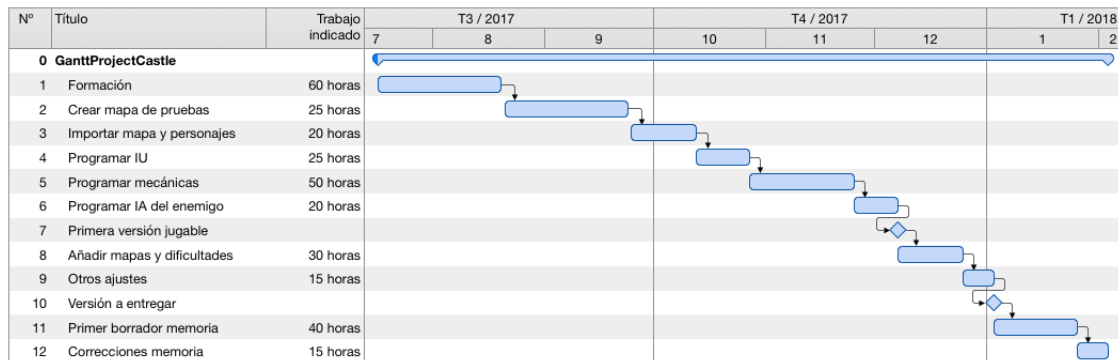 Nº Título Trabajo indicado T3 / 2017 T4 / 2017 T1 / 2018
7 8 9 10 11 12 1 2
0 GanttProjectCastle
1 Formación 60 horas
2 Crear mapa de pruebas 25 horas
3 Importar mapa y personajes 20 horas
4 Programar IU 25 horas
5 Programar mecánicas 50 horas
6 Programar IA del enemigo 20 horas
7 Primera versión jugable
8 Añadir mapas y dificultades 30 horas
9 Otros ajustes 15 horas
10 Versión a entregar
11 Primer borrador memoria 40 horas
12 Correcciones memoria 15 horas